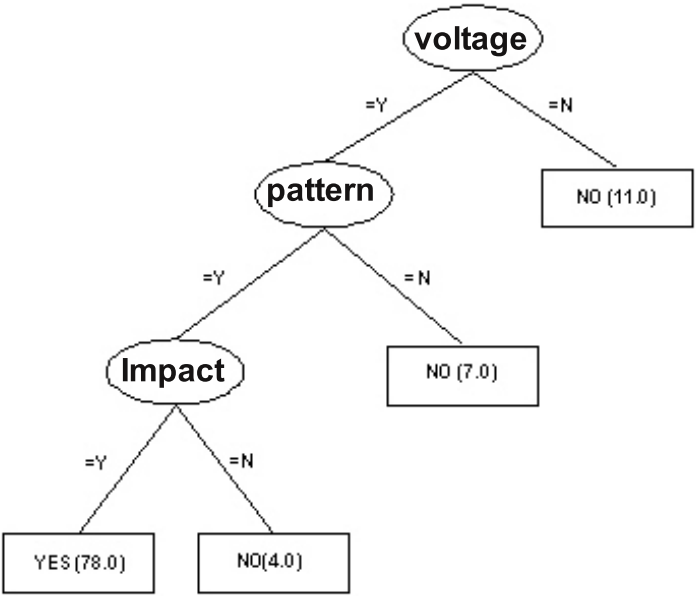 voltage
=Y
=N
pattern
NO (11.0)
=Y
= N
Impact
NO (7.0)
=Y
=N
YES (78.0)
NO(4.0)